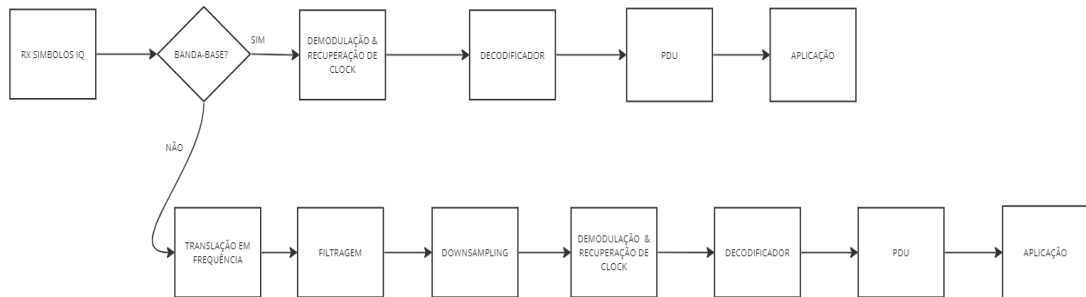 RX SIMBOLOS IQ
BANDA-BASE?
SIM
DEMODULAÇÃO &
RECUPERAÇÃO DE
CLOCK
DECODIFICADOR
PDU
APLICAÇÃO
NÃO
TRANSLAÇÃO EM
FREQUÊNCIA
FILTRAGEM
DOWNSAMPLING
DEMODULAÇÃO &
RECUPERAÇÃO DE
CLOCK
DECODIFICADOR
PDU
APLICAÇÃO